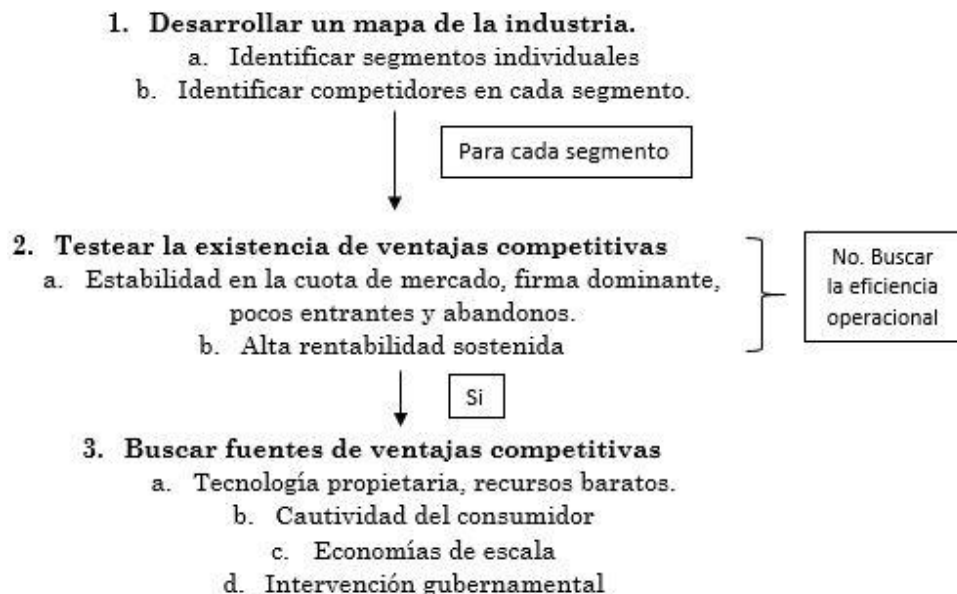 1. Desarrollar un mapa de la industria.
a. Identificar segmentos individuales
b. Identificar competidores en cada segmento.
Para cada segmento
2. Testear la existencia de ventajas competitivas
a. Estabilidad en la cuota de mercado, firma dominante,
pocos entrantes y abandonos.
b. Alta rentabilidad sostenida
No. Buscar
la eficiencia
operacional
Si
3. Buscar fuentes de ventajas competitivas
a. Tecnología propietaria, recursos baratos.
b. Cautividad del consumidor
c. Economías de escala
d. Intervención gubernamental